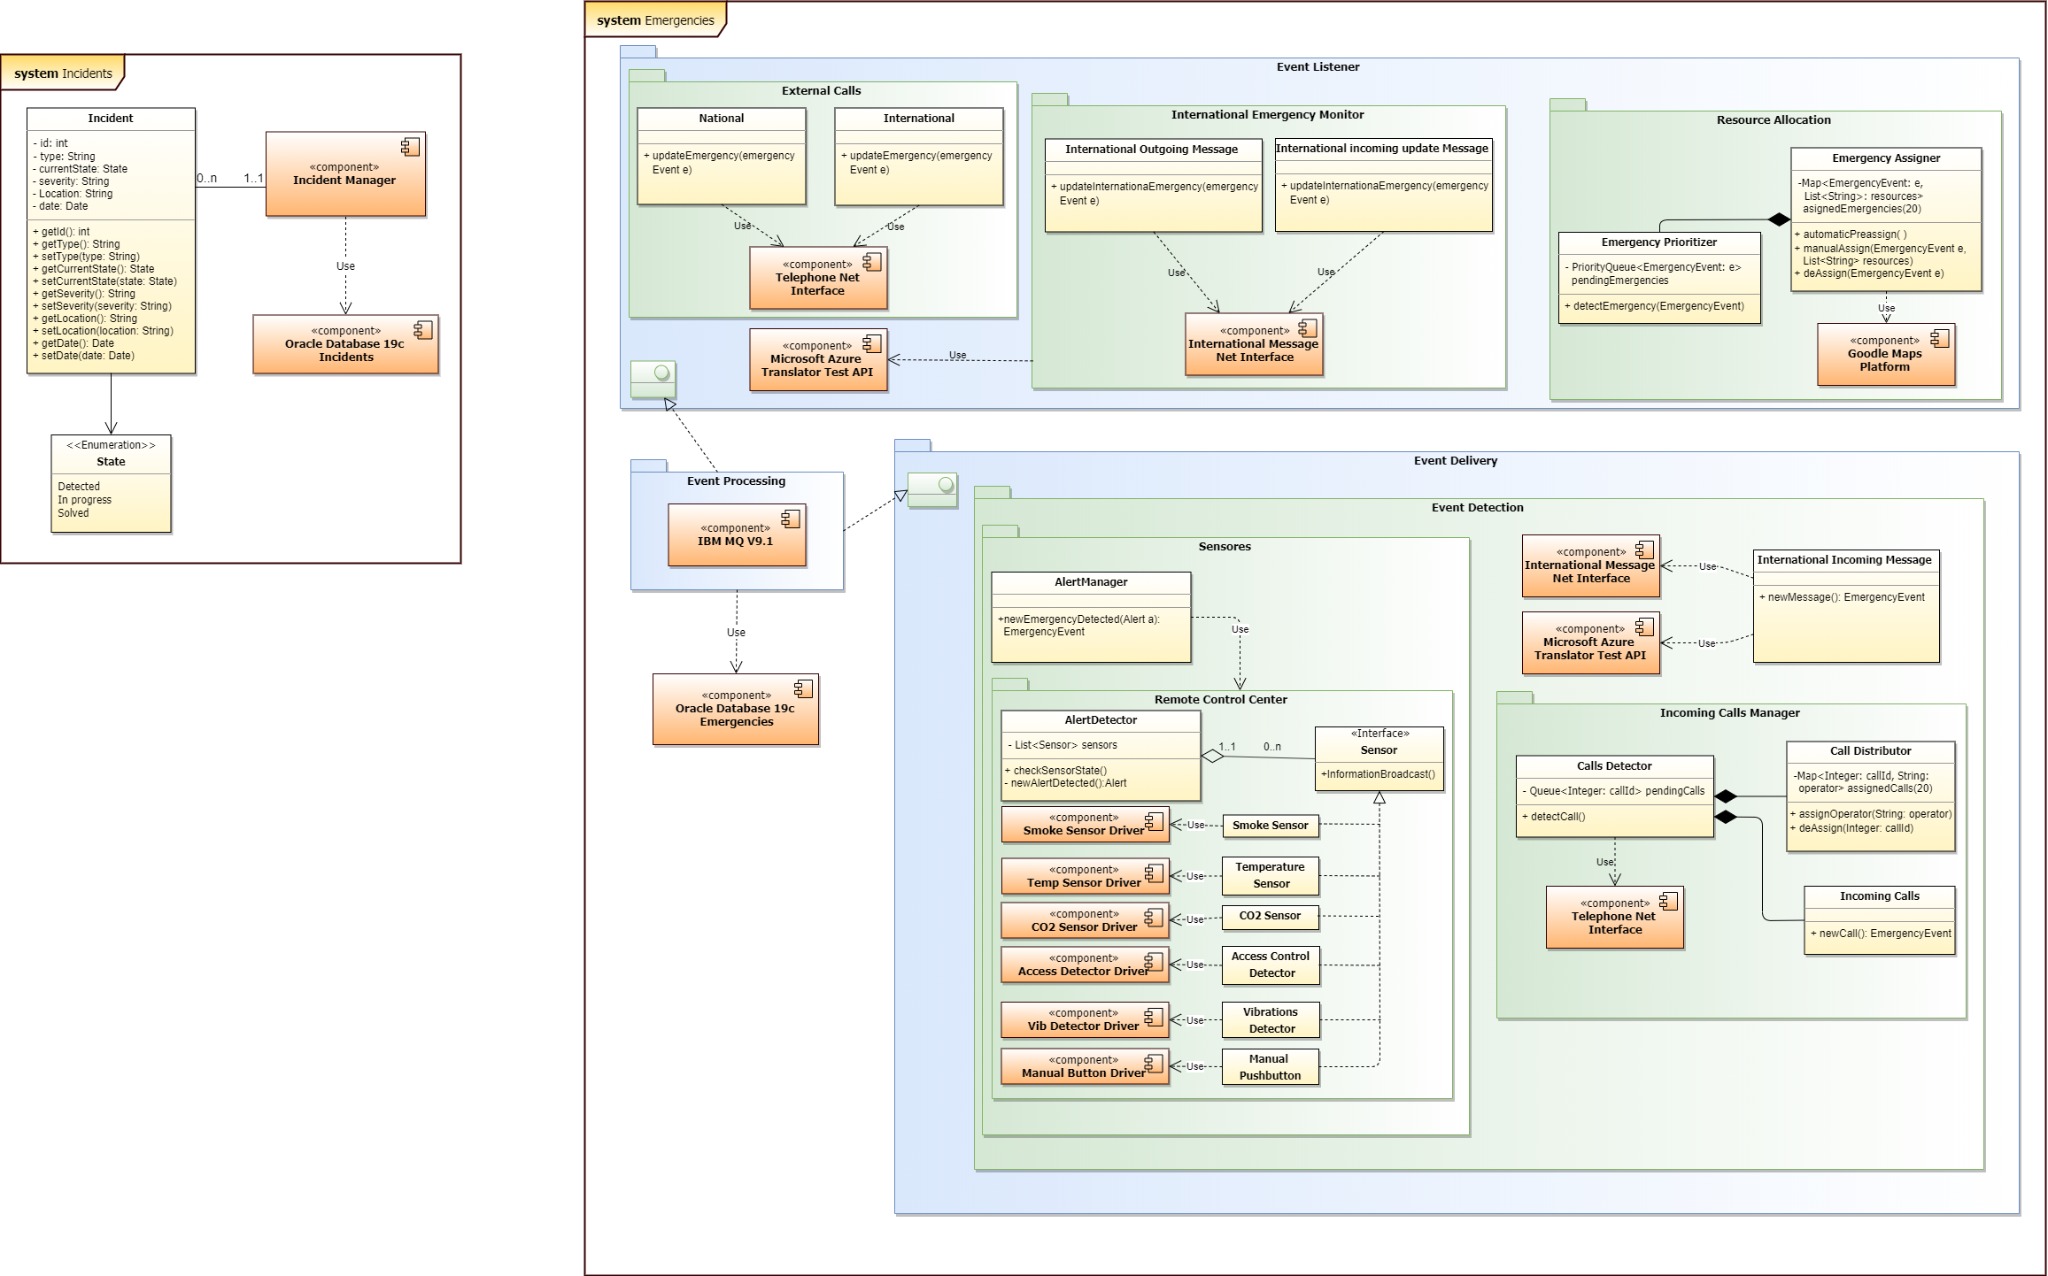 system Incidents
Incident
- id: int
- type: String
- currentState: State
- severity: String
- Location: String
- date: Date
+ getId(): int
+ getType(): String
+ setType(type: String)
+ getCurrentState(): State
+ setCurrentState(state: State)
+ getSeverity(): String
+ setSeverity(severity: String)
+ getLocation(): String
+ setLocation(location: String)
+ getDate(): Date
+ setDate(date: Date)
0..n
1..1
«component»
Incident Manager
Use
«component»
Oracle Database 19c
Incidents
<<Enumeration>>
State
Detected
In progress
Solved
system Emergencies
Event Listener
External Calls
National
+ updateEmergency(emergency
Event e)
International
+ updateEmergency(emergency
Event e)
Use
Use
«component»
Telephone Net
Interface
«component»
Microsoft Azure
Translator Test API
Use
International Emergency Monitor
International Outgoing Message
+ updateInternationaEmergency(emergency
Event e)
International incoming update Message
+ updateInternationaEmergency(emergency
Event e)
Use
Use
«component»
International Message
Net Interface
Resource Allocation
Emergency Assigner
-Map<EmergencyEvent: e,
List<String>: resources>
asignedEmergencies(20)
+ automaticPreassign( )
+ manualAssign(EmergencyEvent e,
List<String> resources)
+ deAssign(EmergencyEvent e)
Emergency Prioritizer
- PriorityQueue<EmergencyEvent: e>
pendingEmergencies
+ detectEmergency(EmergencyEvent)
Use
«component»
Goodle Maps
Platform
Event Processing
«component»
IBM MQ V9.1
Use
«component»
Oracle Database 19c
Emergencies
Event Delivery
Event Detection
Sensores
AlertManager
+newEmergencyDetected(Alert a):
EmergencyEvent
Use
Remote Control Center
AlertDetector
- List<Sensor> sensors
+ checkSensorState()
- newAlertDetected():Alert
1..1
0..n
«Interface»
Sensor
+InformationBroadcast()
«component»
Smoke Sensor Driver
Use
Smoke Sensor
«component»
Temp Sensor Driver
Use
Temperature
Sensor
«component»
CO2 Sensor Driver
Use
CO2 Sensor
«component»
Access Detector Driver
Use
Access Control
Detector
«component»
Vib Detector Driver
Use
Vibrations
Detector
«component»
Manual Button Driver
Use
Manual
Pushbutton
«component»
International Message
Net Interface
Use
International Incoming Message
+ newMessage(): EmergencyEvent
«component»
Microsoft Azure
Translator Test API
Use
Incoming Calls Manager
Calls Detector
- Queue<Integer: callId> pendingCalls
+ detectCall()
Call Distributor
-Map<Integer: callId, String:
operator> assignedCalls(20)
+ assignOperator(String: operator)
+ deAssign(Integer: callId)
Use
«component»
Telephone Net
Interface
Incoming Calls
+ newCall(): EmergencyEvent